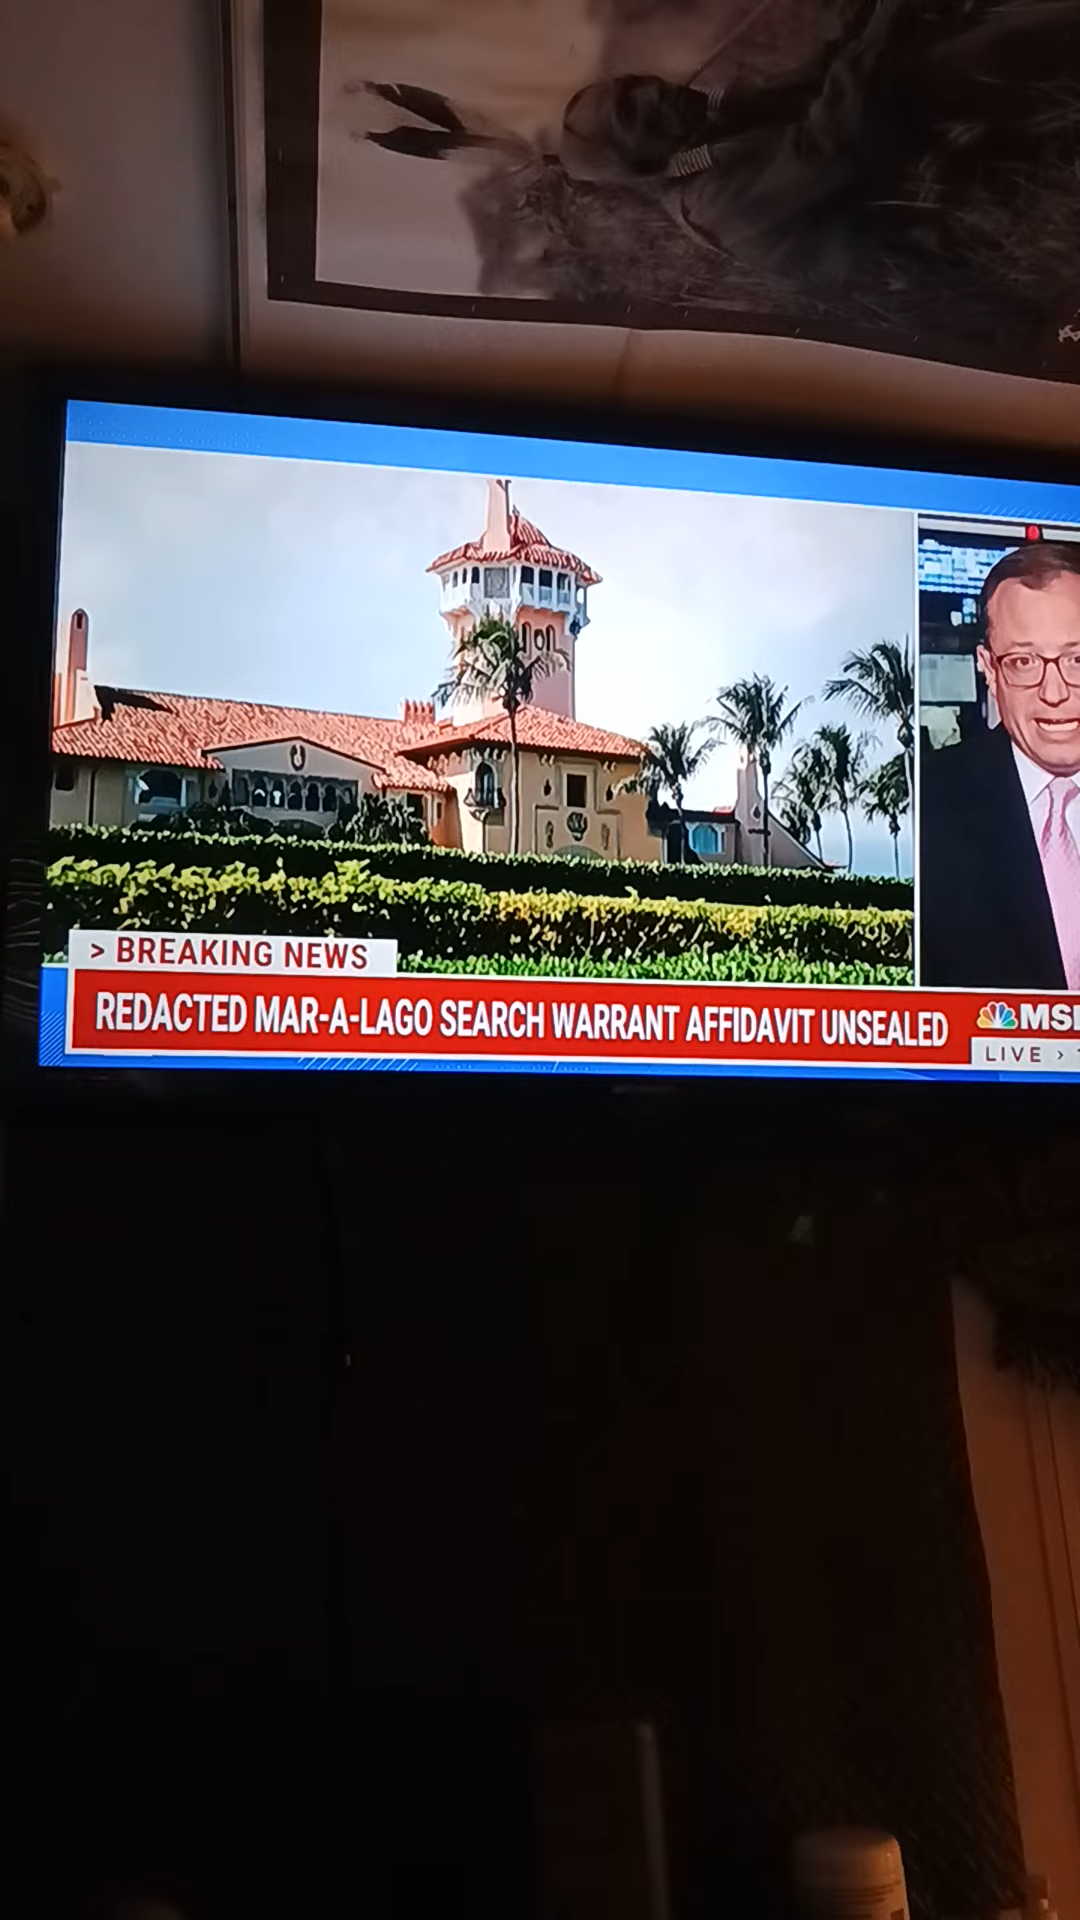 > BREAKING NEWS
REDACTED MAR-A-LAGO SEARCH WARRANT AFFIDAVIT UNSEALED
LIVE >